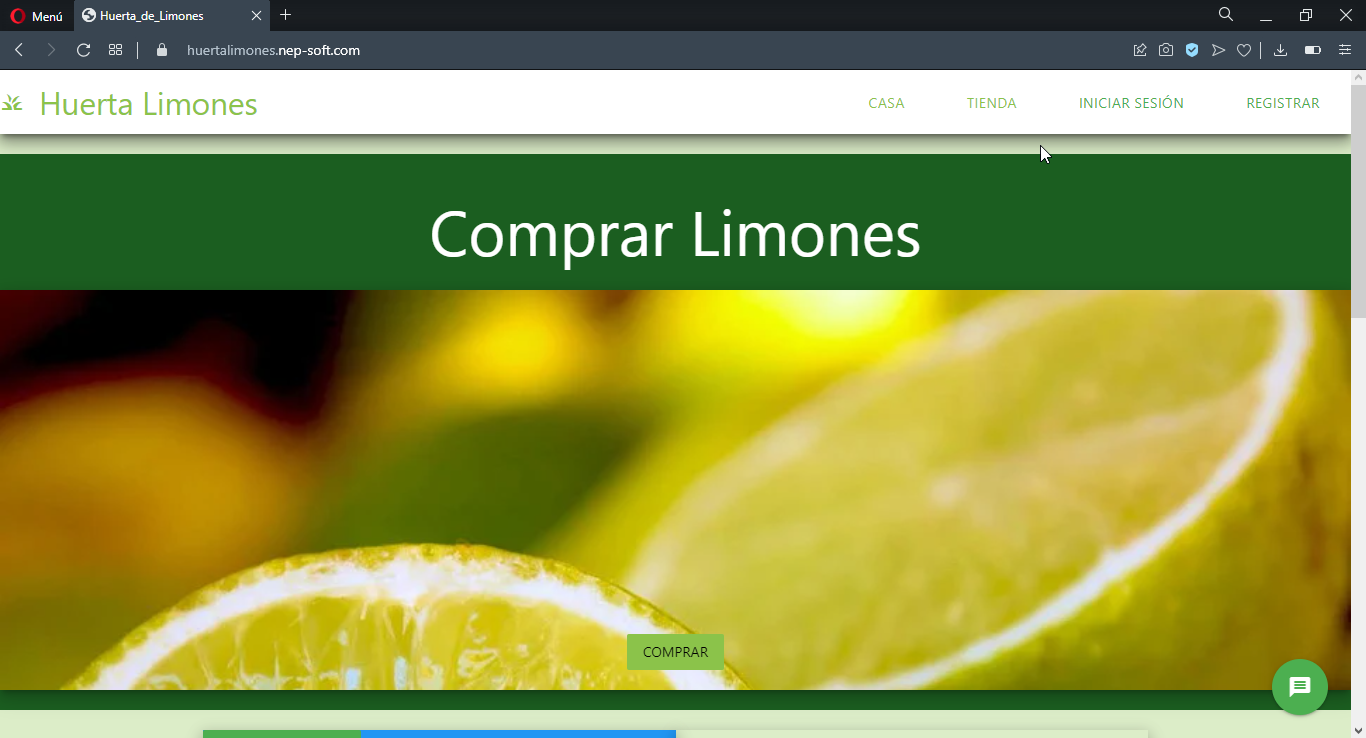 Menú
Huerta_de_Limones
huertalimones.nep-soft.com
Huerta Limones
CASA
TIENDA
INICIAR SESIÓN
REGISTRAR
Comprar Limones
COMPRAR